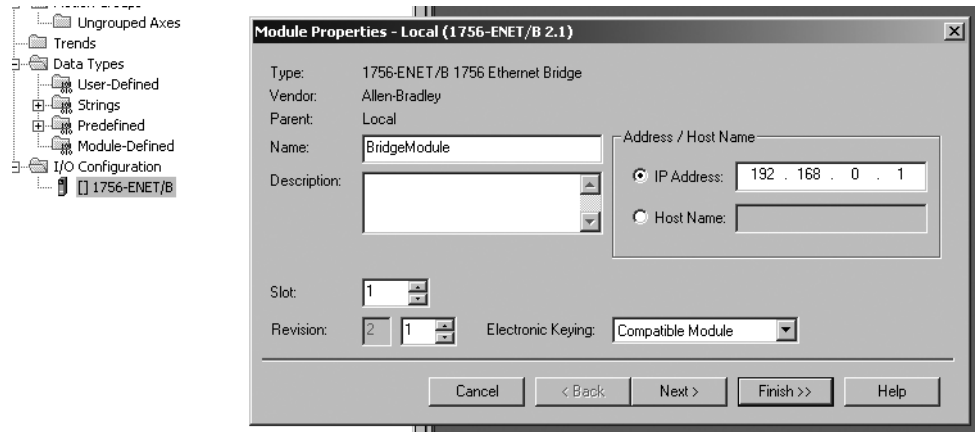 Ungrouped Axes
Trends
Data Types
User-Defined
Strings
Predefined
Module-Defined
I/O Configuration
[] 1756-ENET/B
Module Properties - Local (1756-ENET/B 2.1)
Type: 1756-ENET/B 1756 Ethernet Bridge
Vendor: Allen-Bradley
Parent: Local
Name: BridgeModule
Description:
Address / Host Name
IP Address: 192 . 168 . 0 . 1
Host Name:
Slot: 1
Revision: 2 1 Electronic Keying: Compatible Module
Cancel < Back Next > Finish >> Help